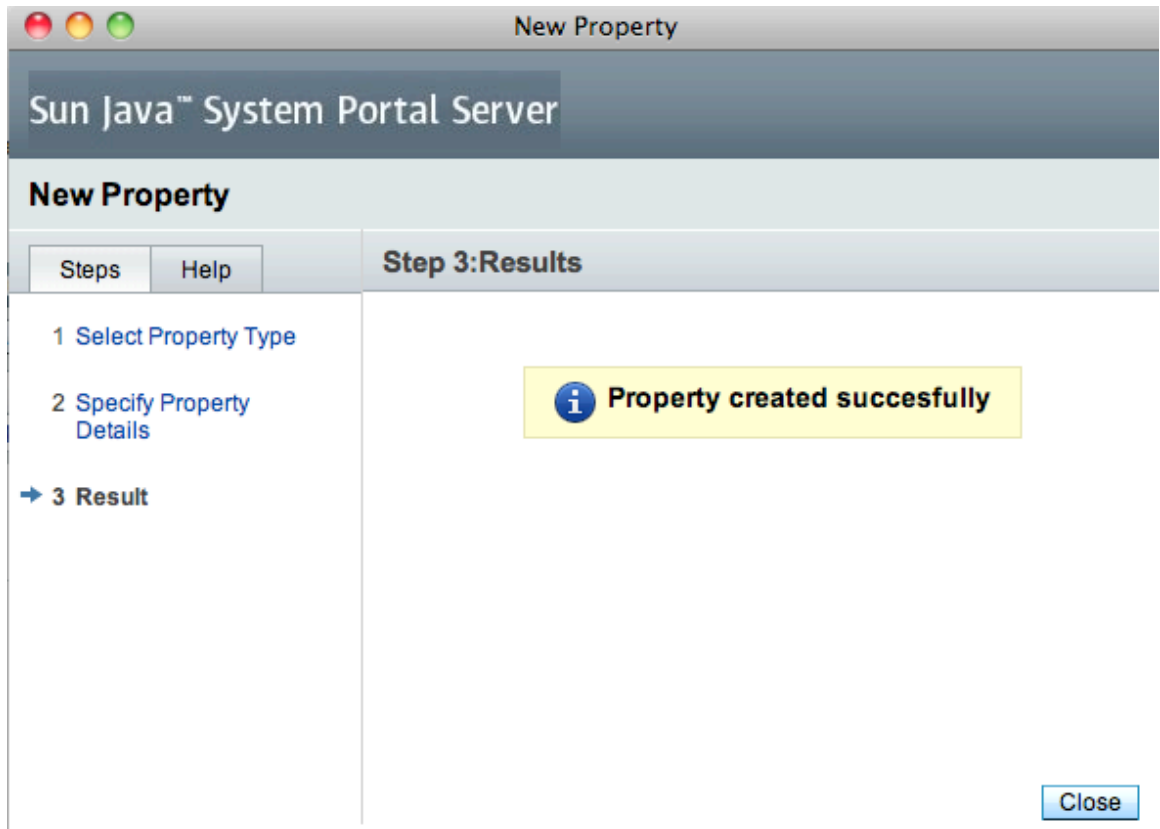 New Property
Sun Java™ System Portal Server
New Property
Steps Help
Step 3:Results
1 Select Property Type
2 Specify Property
Details
3 Result
Property created succesfully
Close